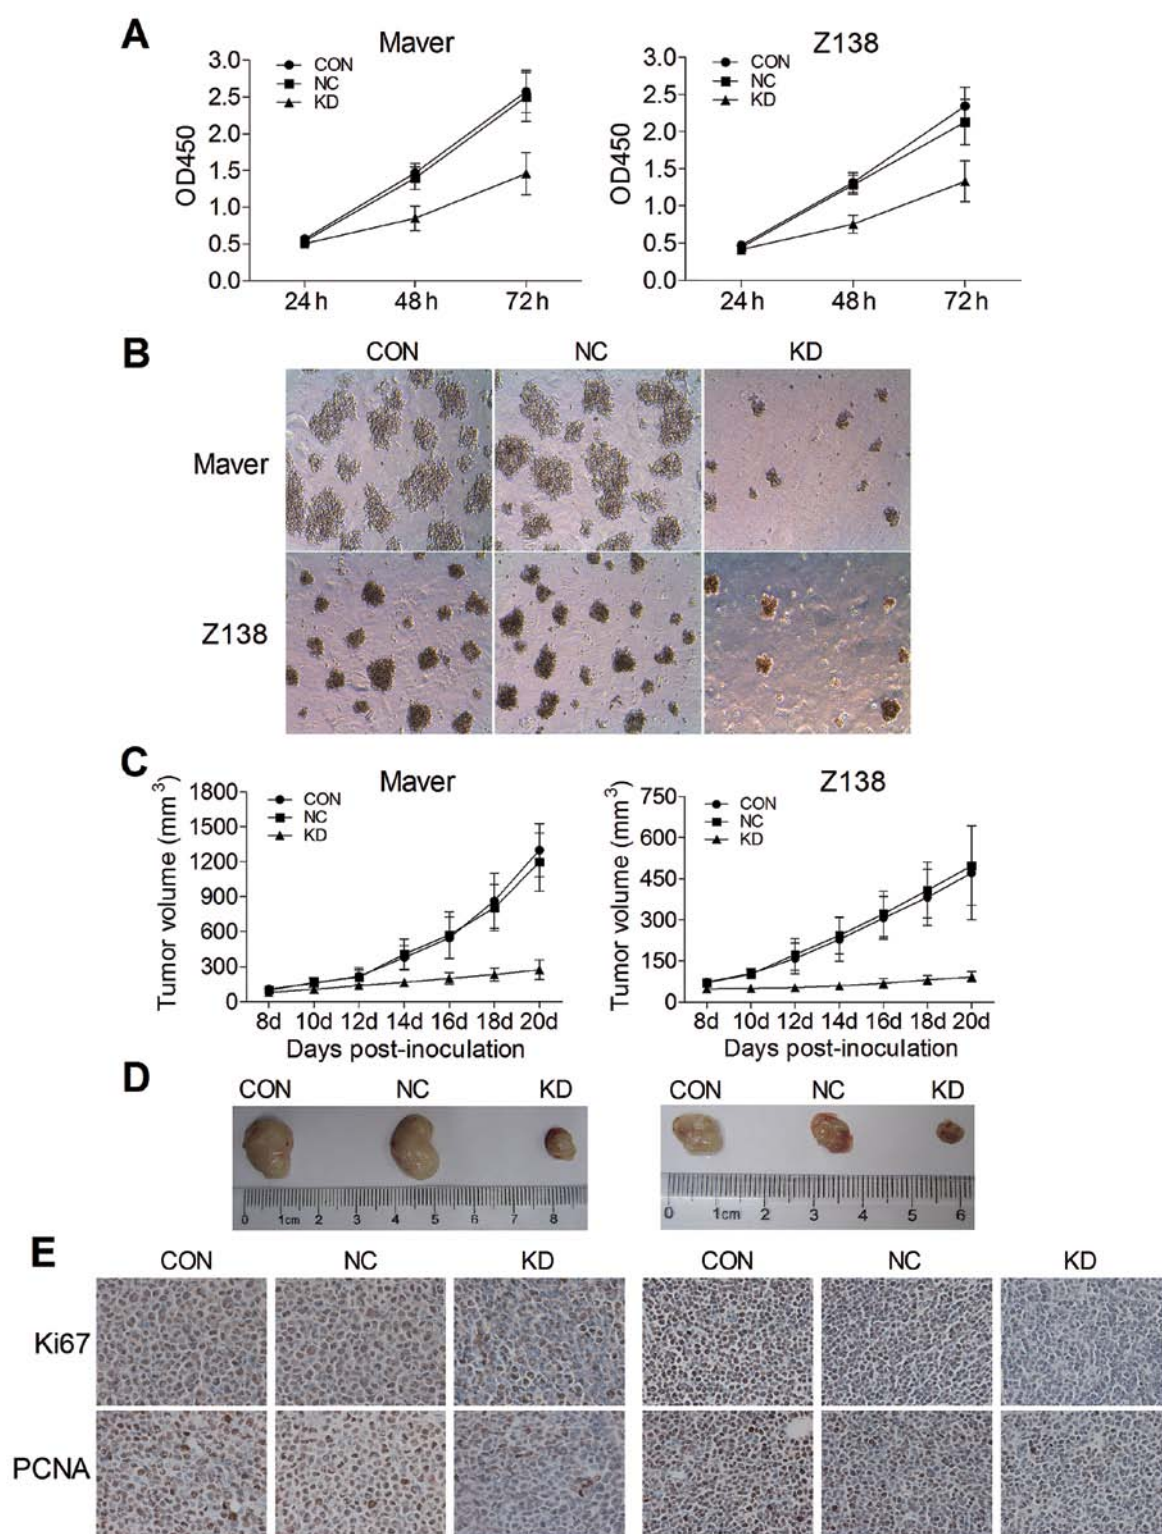 A
Maver
Z138
CON
NC
KD
3.0
2.5
2.0
1.5
1.0
0.5
0.0
OD450
24 h
48 h
72 h
CON
NC
KD
3.0
2.5
2.0
1.5
1.0
0.5
0.0
OD450
24 h
48 h
72 h
B
CON NC KD
Maver
Z138
C
Maver
CON
NC
KD
1800
1500
1200
900
600
300
0
Tumor volume (mm3)
8d 10d 12d 14d 16d 18d 20d
Days post-inoculation
Z138
CON
NC
KD
750
600
450
300
150
0
Tumor volume (mm3)
8d 10d 12d 14d 16d 18d 20d
Days post-inoculation
D
CON NC KD
0 1cm 2 3 4 5 6 7 8
CON NC KD
0 1cm 2 3 4 5 6
E
CON NC KD CON NC KD
Ki67
PCNA